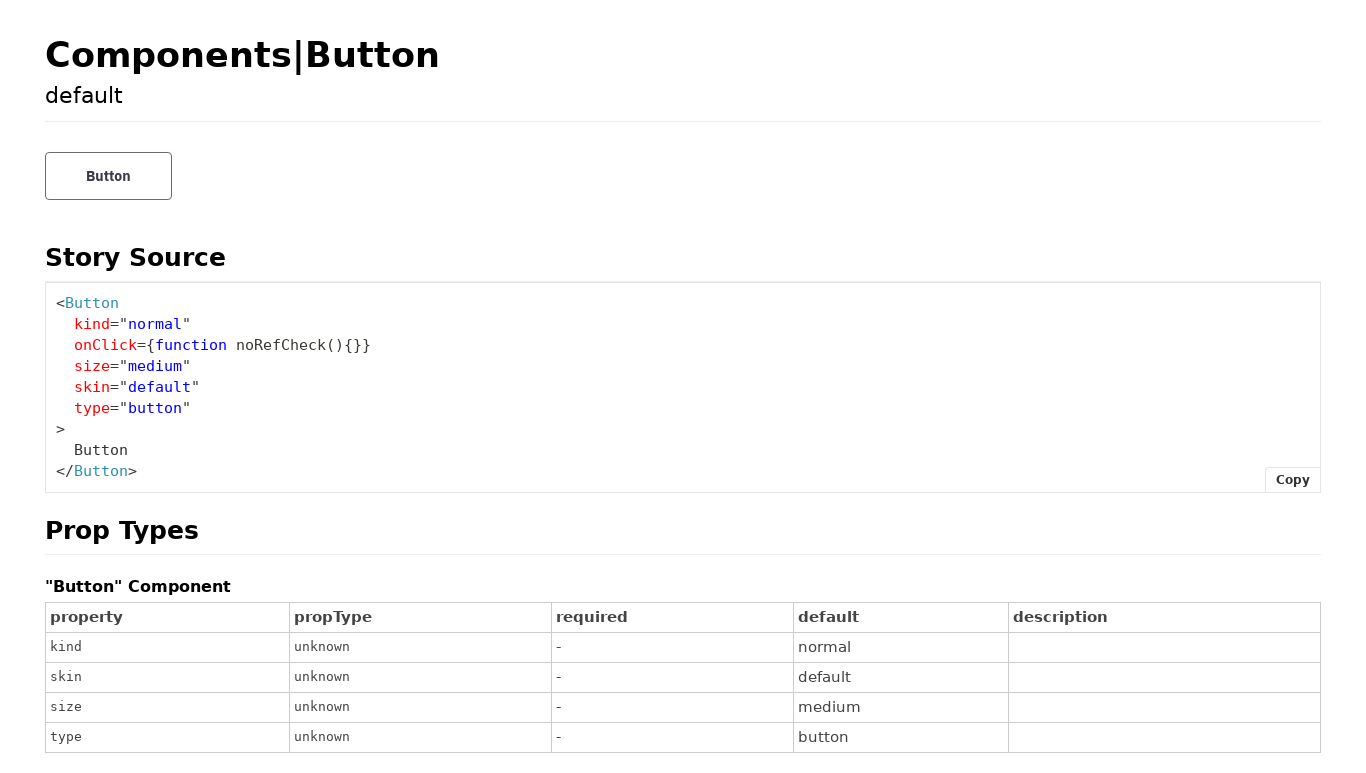 Components|Button
default
Button
Story Source
<Button
  kind="normal"
  onClick={function noRefCheck(){}}
  size="medium"
  skin="default"
  type="button"
>
  Button
</Button>
Copy
Prop Types
"Button" Component
property propType required default description
kind unknown - normal
skin unknown - default
size unknown - medium
type unknown - button